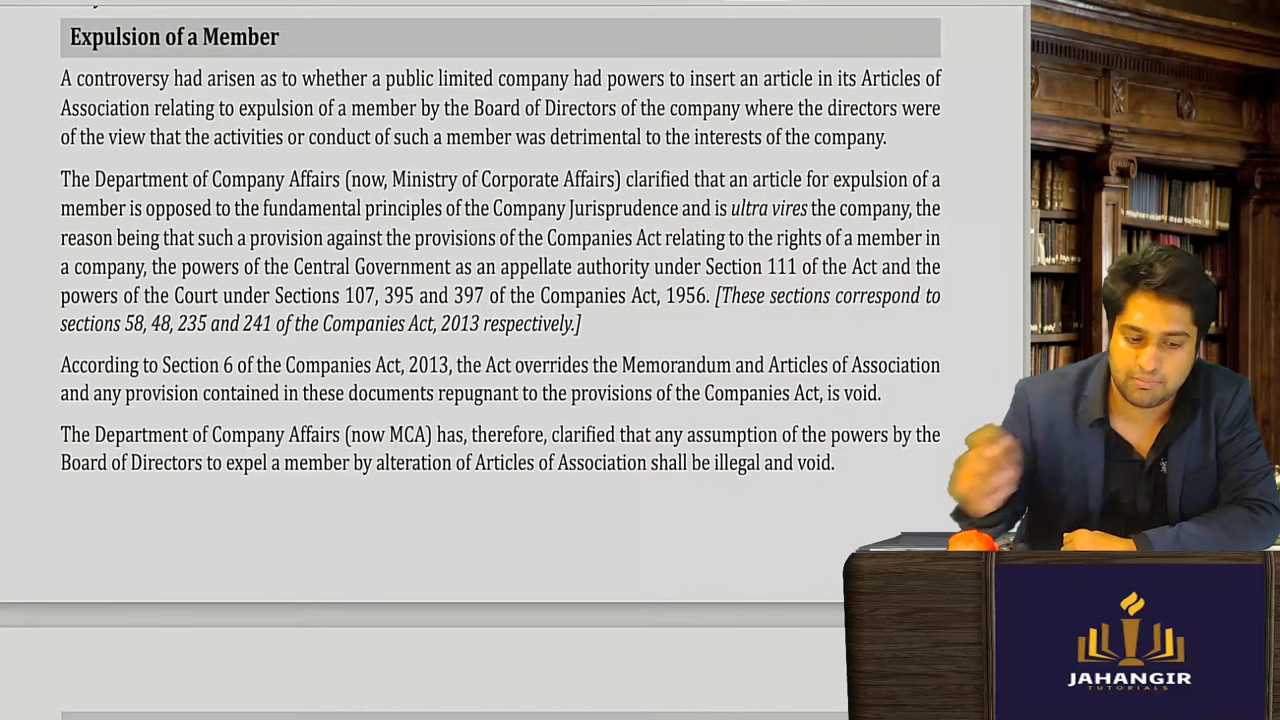 Expulsion of a Member
A controversy had arisen as to whether a public limited company had powers to insert an article in its Articles of
Association relating to expulsion of a member by the Board of Directors of the company where the directors were
of the view that the activities or conduct of such a member was detrimental to the interests of the company.
The Department of Company Affairs (now, Ministry of Corporate Affairs) clarified that an article for expulsion of a
member is opposed to the fundamental principles of the Company Jurisprudence and is ultra vires the company, the
reason being that such a provision against the provisions of the Companies Act relating to the rights of a member in
a company, the powers of the Central Government as an appellate authority under Section 111 of the Act and the
powers of the Court under Sections 107, 395 and 397 of the Companies Act, 1956. [These sections correspond to
sections 58, 48, 235 and 241 of the Companies Act, 2013 respectively.]
According to Section 6 of the Companies Act, 2013, the Act overrides the Memorandum and Articles of Association
and any provision contained in these documents repugnant to the provisions of the Companies Act, is void.
The Department of Company Affairs (now MCA) has, therefore, clarified that any assumption of the powers by the
Board of Directors to expel a member by alteration of Articles of Association shall be illegal and void.
JAHANGIR
TUTORIALS